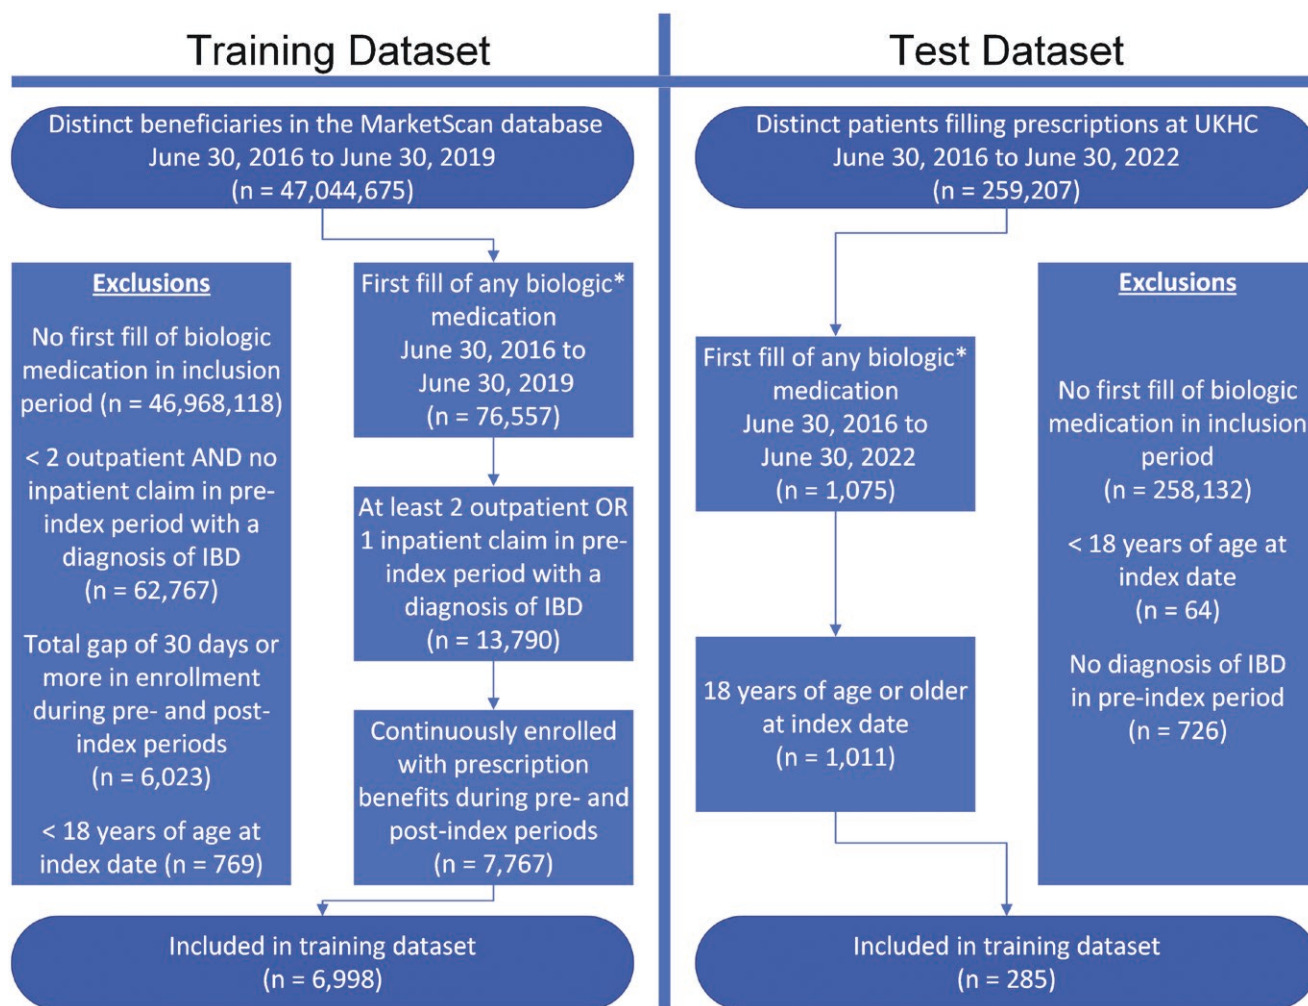 Training Dataset
Distinct beneficiaries in the MarketScan database
June 30, 2016 to June 30, 2019
(n = 47,044,675)
Exclusions
No first fill of biologic
medication in inclusion
period (n = 46,968,118)
< 2 outpatient AND no
inpatient claim in pre-
index period with a
diagnosis of IBD
(n = 62,767)
Total gap of 30 days or
more in enrollment
during pre- and post-
index periods
(n = 6,023)
< 18 years of age at
index date (n = 769)
First fill of any biologic*
medication
June 30, 2016 to
June 30, 2019
(n = 76,557)
At least 2 outpatient OR
1 inpatient claim in pre-
index period with a
diagnosis of IBD
(n = 13,790)
Continuously enrolled
with prescription
benefits during pre- and
post-index periods
(n = 7,767)
Included in training dataset
(n = 6,998)
Test Dataset
Distinct patients filling prescriptions at UKHC
June 30, 2016 to June 30, 2022
(n = 259,207)
First fill of any biologic*
medication
June 30, 2016 to
June 30, 2022
(n = 1,075)
18 years of age or older
at index date
(n = 1,011)
Exclusions
No first fill of biologic
medication in inclusion
period
(n = 258,132)
< 18 years of age at
index date
(n = 64)
No diagnosis of IBD
in pre-index period
(n = 726)
Included in training dataset
(n = 285)